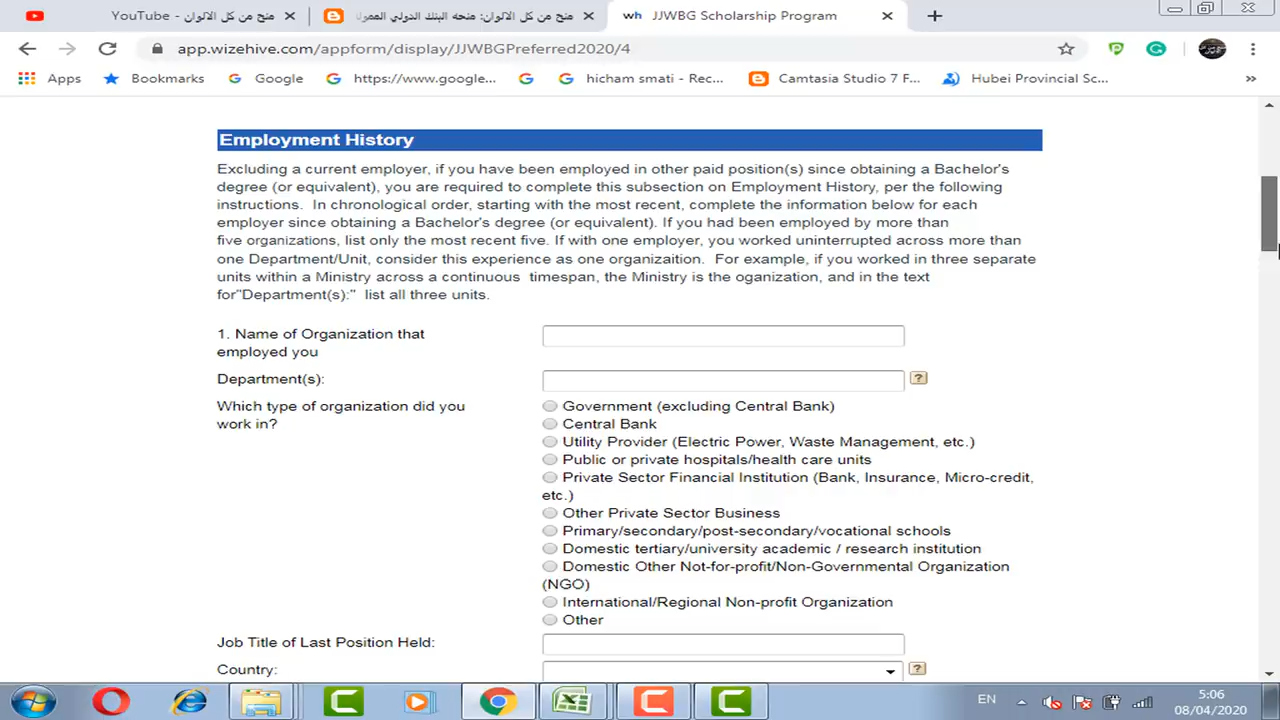 YouTube - منح من كل الالوان
منح من كل الالوان: منحه البنك الدولي الممولة
JJWBG Scholarship Program
app.wizehive.com/appform/display/JJWBGPreferred2020/4
Apps Bookmarks Google https://www.google... hicham smati - Rec... Camtasia Studio 7 F... Hubei Provincial Sc... »
Employment History
Excluding a current employer, if you have been employed in other paid position(s) since obtaining a Bachelor's
degree (or equivalent), you are required to complete this subsection on Employment History, per the following
instructions. In chronological order, starting with the most recent, complete the information below for each
employer since obtaining a Bachelor's degree (or equivalent). If you had been employed by more than
five organizations, list only the most recent five. If with one employer, you worked uninterrupted across more than
one Department/Unit, consider this experience as one organizaition. For example, if you worked in three separate
units within a Ministry across a continuous timespan, the Ministry is the oganization, and in the text
for"Department(s):" list all three units.
1. Name of Organization that
employed you
Department(s):
?
Which type of organization did you
work in?
Government (excluding Central Bank)
Central Bank
Utility Provider (Electric Power, Waste Management, etc.)
Public or private hospitals/health care units
Private Sector Financial Institution (Bank, Insurance, Micro-credit,
etc.)
Other Private Sector Business
Primary/secondary/post-secondary/vocational schools
Domestic tertiary/university academic / research institution
Domestic Other Not-for-profit/Non-Governmental Organization
(NGO)
International/Regional Non-profit Organization
Other
Job Title of Last Position Held:
Country:
?
EN
5:06
08/04/2020